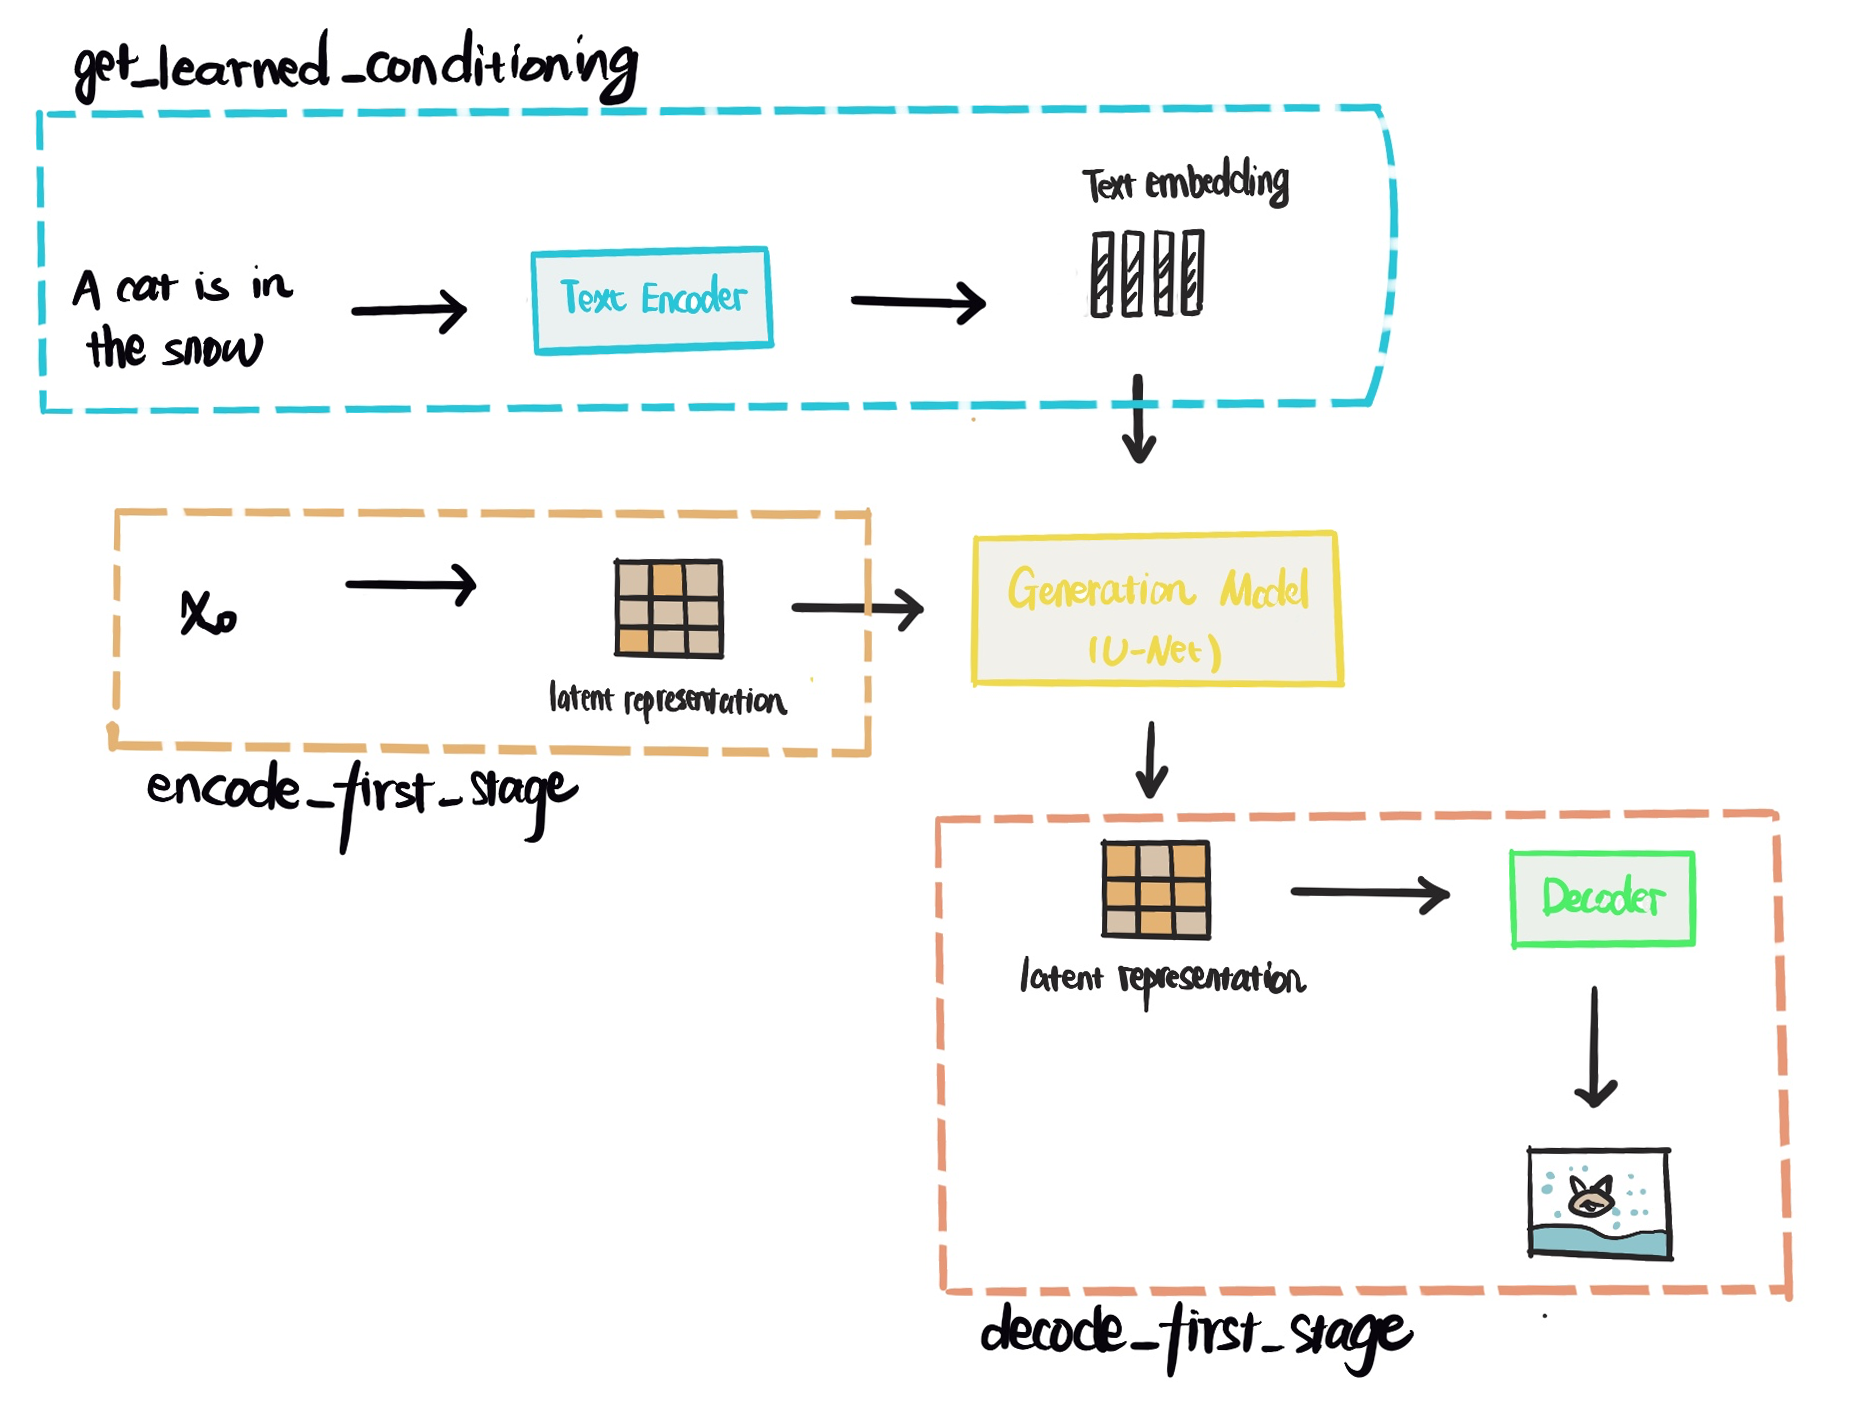 get_learned_conditioning
Text embedding
A cat is in
the snow
Text Encoder
x₀
latent representation
encode_first_stage
Generation Model
(U-Net)
latent representation
Decoder
decode_first_stage